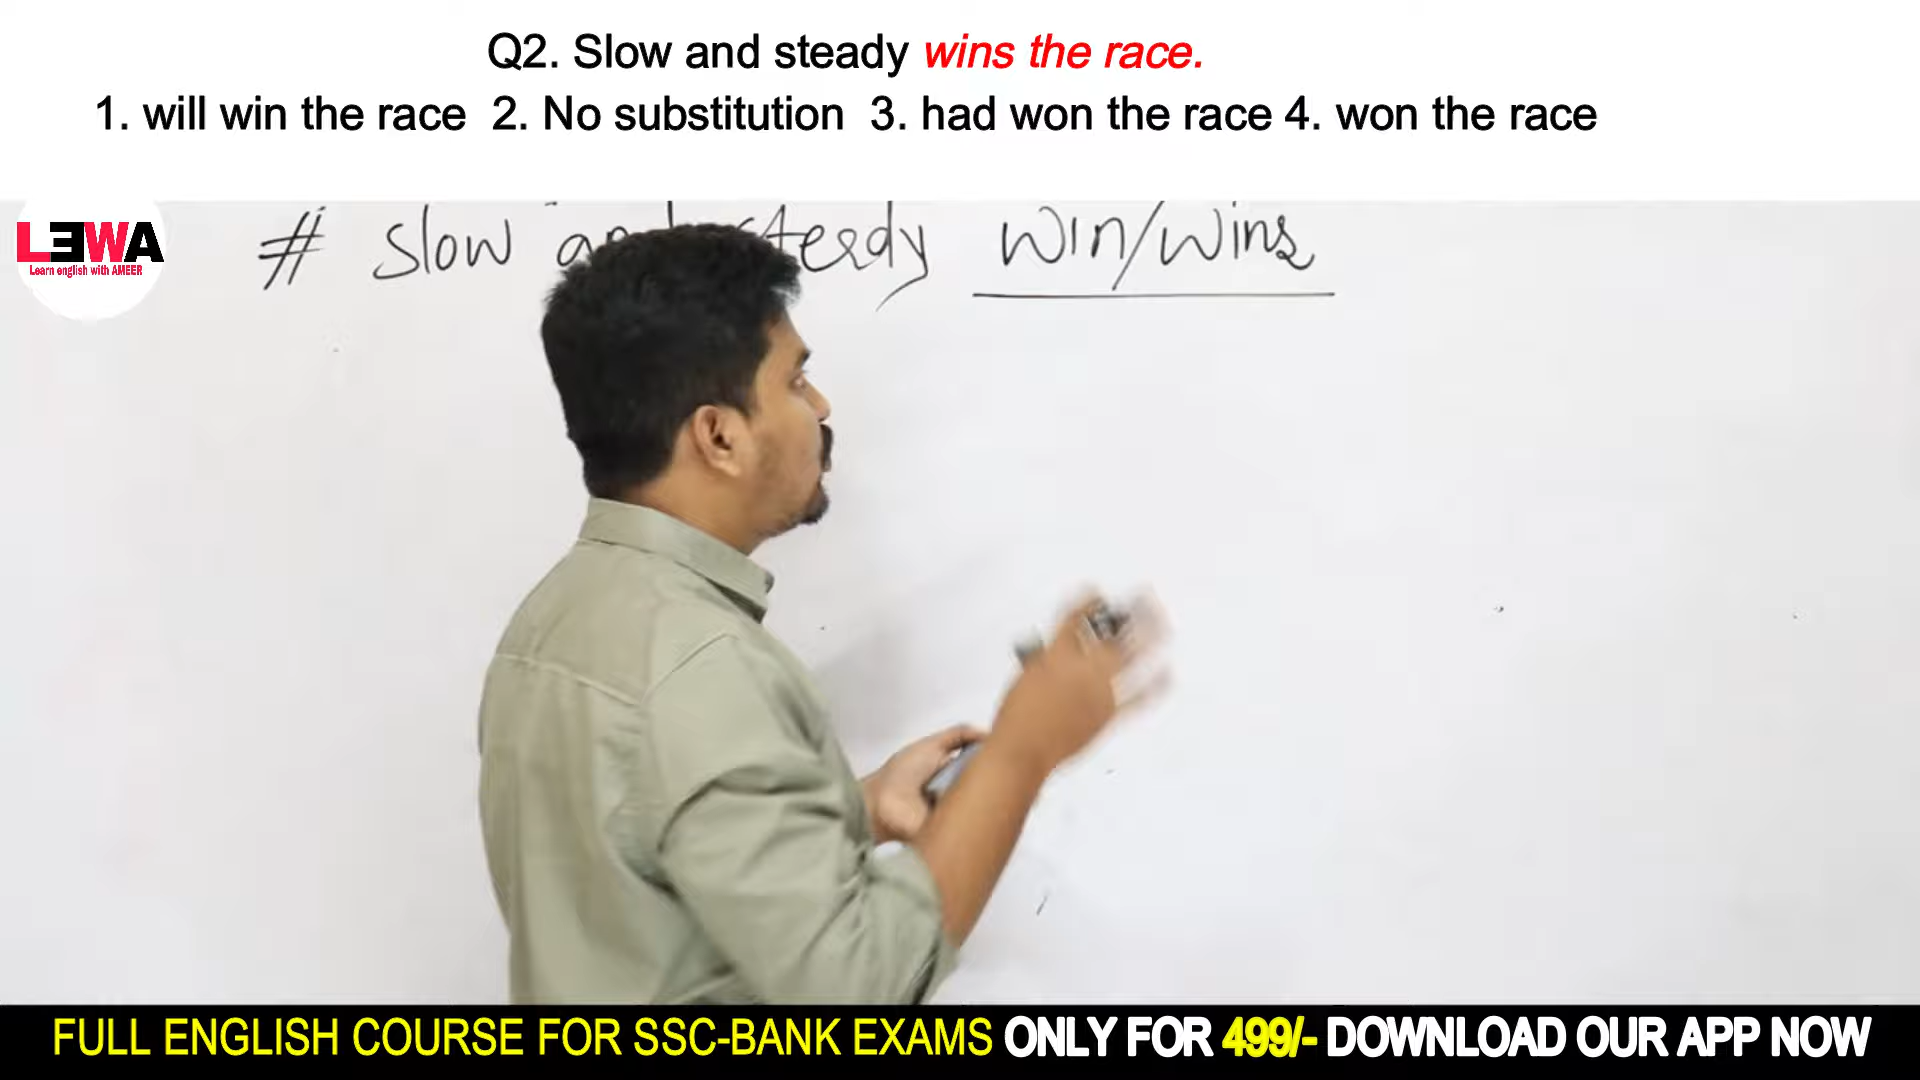 Q2. Slow and steady wins the race.
1. will win the race 2. No substitution 3. had won the race 4. won the race
# slow steady win/wins
LEWA
Learn english with AMEER
FULL ENGLISH COURSE FOR SSC-BANK EXAMS ONLY FOR 499/- DOWNLOAD OUR APP NOW